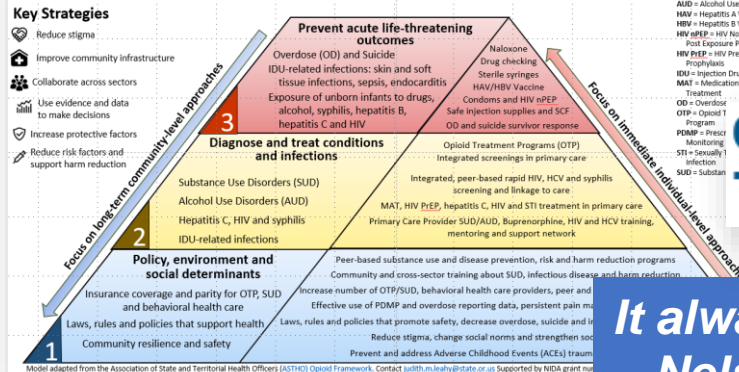 Key Strategies
Reduce stigma
Improve community infrastructure
Collaborate across sectors
Use evidence and data
to make decisions
Increase protective factors
Reduce risk factors and
support harm reduction
Focus on long-term community-level approaches
Prevent acute life-threatening
outcomes
Overdose (OD) and Suicide
IDU-related infections: skin and soft
tissue infections, sepsis, endocarditis
Exposure of unborn infants to drugs,
alcohol, syphilis, hepatitis B,
hepatitis C and HIV
3
Naloxone
Drug checking
Sterile syringes
HAV/HBV Vaccine
Condoms and HIV nPEP
Safe injection supplies and SCF
OD and suicide survivor response
Diagnose and treat conditions
and infections
Substance Use Disorders (SUD)
Alcohol Use Disorders (AUD)
Hepatitis C, HIV and syphilis
IDU-related infections
2
Opioid Treatment Programs (OTP)
Integrated screenings in primary care
Integrated, peer-based rapid HIV, HCV and syphilis
screening and linkage to care
MAT, HIV PrEP, hepatitis C, HIV and STI treatment in primary care
Primary Care Provider SUD/AUD, Buprenorphine, HIV and HCV training,
mentoring and support network
Policy, environment and
social determinants
Insurance coverage and parity for OTP, SUD
and behavioral health care
Laws, rules and policies that support health
Community resilience and safety
1
Peer-based substance use and disease prevention, risk and harm reduction programs
Community and cross-sector training about SUD, infectious disease and harm reduction
Increase number of OTP/SUD, behavioral health care providers, peer and
Effective use of PDMP and overdose reporting data, persistent pain
Laws, rules and policies that promote safety, decrease overdose, suicide and
Reduce stigma, change social norms and strengthen
Prevent and address Adverse Childhood Events (ACEs)
Focus on immediate individual-level
AUD = Alcohol Use
HAV = Hepatitis A
HBV = Hepatitis B
HIV nPEP = HIV
Post Exposure
HIV PrEP = HIV
Prophylaxis
IDU = Injection
MAT = Medication
Treatment
OD = Overdose
OTP = Opioid
Program
PDMP =
Monitoring
STI = Sexually
Infection
SUD =
It
Model adapted from the Association of State and Territorial Health Officers (ASTHO) Opioid Framework. Contact judith.m.leahy@state.or.us Supported by NIDA grant